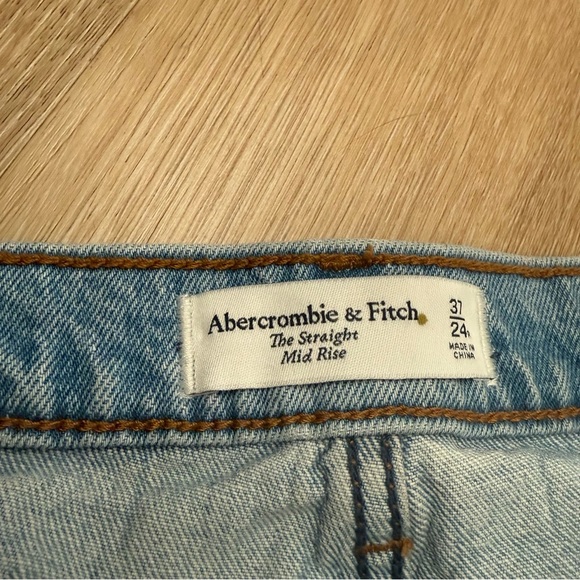 Abercrombie & Fitch
The Straight
Mid Rise
37
24
MADE IN
CHINA